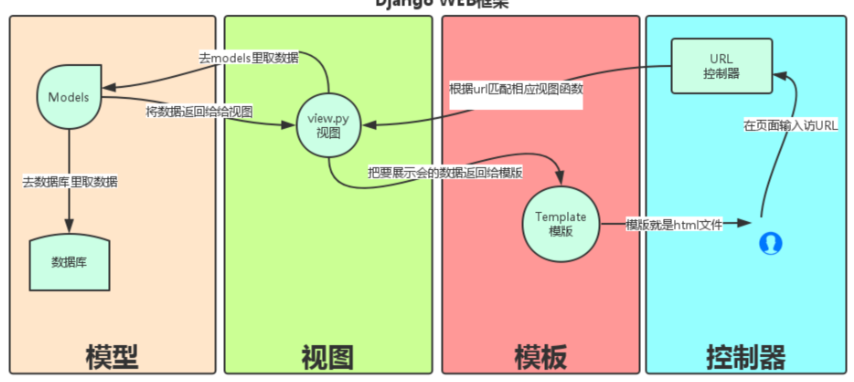 Django WEB框架
去models里取数据
Models
将数据返回给给视图
去数据库里取数据
数据库
view.py
视图
根据url匹配相应视图函数
把要展示会的数据返回给模版
Template
模版
模版就是html文件
URL
控制器
在页面输入访URL
模型
视图
模板
控制器